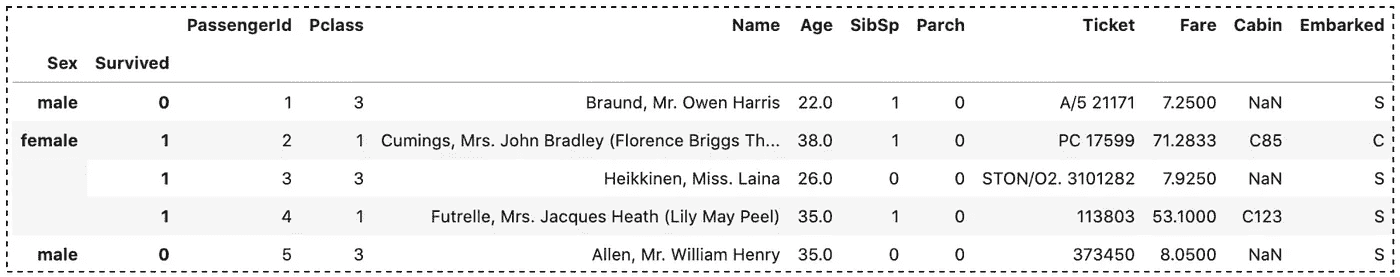 PassengerId Pclass Name Age SibSp Parch Ticket Fare Cabin Embarked
Sex Survived
male 0 1 3 Braund, Mr. Owen Harris 22.0 1 0 A/5 21171 7.2500 NaN S
female 1 2 1 Cumings, Mrs. John Bradley (Florence Briggs Th... 38.0 1 0 PC 17599 71.2833 C85 C
1 3 3 Heikkinen, Miss. Laina 26.0 0 0 STON/O2. 3101282 7.9250 NaN S
1 4 1 Futrelle, Mrs. Jacques Heath (Lily May Peel) 35.0 1 0 113803 53.1000 C123 S
male 0 5 3 Allen, Mr. William Henry 35.0 0 0 373450 8.0500 NaN S